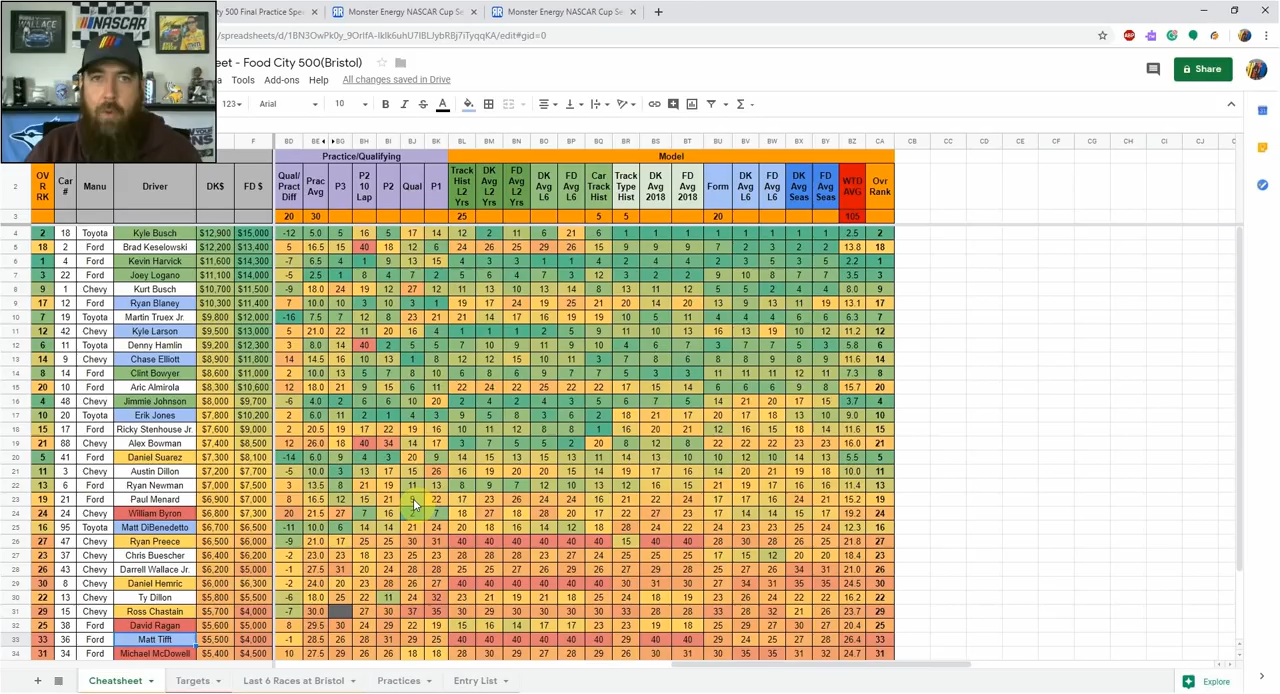 WALLACE NASCAR
ty 500 Final Practice Spe × Monster Energy NASCAR Cup Se × Monster Energy NASCAR Cup Se × +
/spreadsheets/d/1BN3OwPk0y_9OrIfA-Iklk6uhU7IBLJybR8j7iTyqqKA/edit#gid=0
eet - Food City 500(Bristol)
Tools Add-ons Help All changes saved in Drive
Share
123 Arial 10 B I S A
F BD BE BG BH BI BJ BK BL BM BN BO BP BQ BR BS BT BU BV BW BX BY BZ CA CB CC CD CE CF CG CH CI CJ
Practice/Qualifying Model
2 OVR RK Car # Manu Driver DK$ FD $ Qual/Pract Diff Prac Avg P3 P2 10 Lap P2 Qual P1 Track Hist L2 Yrs DK Avg L2 Yrs FD Avg L2 Yrs DK Avg L6 FD Avg L6 Car Track Hist Track Type Hist DK Avg 2018 FD Avg 2018 Form DK Avg L6 FD Avg L6 DK Avg Seas FD Avg Seas WTD AVG Ovr Rank
3 20 30 25 5 5 20 105
4 2 18 Toyota Kyle Busch $12,900 $15,000 -12 5.0 5 16 5 17 14 12 2 11 6 21 6 1 1 1 1 1 1 1 1 2.5 2
5 18 2 Ford Brad Keselowski $12,200 $13,400 5 16.5 15 40 18 12 6 24 26 25 29 26 15 9 9 9 7 2 3 2 2 13.8 18
6 1 4 Ford Kevin Harvick $11,600 $14,300 -7 6.5 5 1 9 13 15 4 3 3 1 1 4 2 1 1 2 3 2 3 5 2.2 1
7 3 22 Ford Joey Logano $11,100 $14,000 -5 2.5 1 8 4 7 2 5 6 4 7 3 12 3 2 2 9 10 8 7 3 3.5 3
8 9 1 Chevy Kurt Busch $10,700 $11,500 -9 18.0 24 19 12 27 12 11 13 10 13 14 8 7 7 7 5 5 2 4 4 8.0 9
9 17 12 Ford Ryan Blaney $10,300 $11,400 7 10.0 10 3 10 3 1 22 17 24 25 21 20 14 20 13 9 13 9 11 13.1 17
10 7 19 Toyota Martin Truex Jr. $9,800 $12,000 -16 7.5 7 12 8 23 21 21 14 17 16 19 10 5 11 4 4 6 6 6.3 7
11 12 42 Chevy Kyle Larson $9,500 $13,000 5 21.0 22 11 20 16 4 1 1 1 2 5 9 11 10 13 16 13 19 10 12 11.2 11
12 6 11 Toyota Denny Hamlin $9,200 $12,300 3 8.0 14 40 2 5 5 7 10 9 11 9 10 4 6 7 3 7 4 5 7 5.8 6
13 14 9 Chevy Chase Elliott $8,900 $11,800 14 14.5 16 10 13 1 8 12 12 15 10 11 3 7 8 6 8 8 7 8 9 11.6 14
14 8 14 Ford Clint Bowyer $8,600 $11,000 2 10.0 13 5 7 8 10 6 8 7 9 8 14 5 3 3 11 11 11 12 8 7.3 8
15 20 10 Ford Aric Almirola $8,300 $10,600 12 18.0 21 9 15 6 11 22 24 22 25 22 22 17 15 14 6 6 9 8 15.7 20
16 4 48 Chevy Jimmie Johnson $8,000 $9,700 -6 4.0 2 6 6 10 20 2 4 2 4 2 5 6 5 7 15 21 20 17 15 3.7 4
17 10 20 Toyota Erik Jones $7,800 $10,200 2 6.0 11 2 1 4 3 9 5 8 3 6 2 18 21 17 10 9 10 13 10 9.0 10
18 15 17 Ford Ricky Stenhouse Jr. $7,600 $9,000 2 20.5 19 17 22 19 16 8 11 12 8 8 1 16 20 21 16 15 18 14 11.6 15
19 21 88 Chevy Alex Bowman $7,400 $8,500 12 26.0 18 40 34 14 17 3 7 5 5 2 20 8 12 8 22 22 22 23 22 16.0 21
20 5 41 Ford Daniel Suarez $7,300 $8,100 -14 6.0 9 4 3 20 9 14 15 13 15 13 11 14 13 10 10 12 12 11 13 5.5 5
21 11 3 Chevy Austin Dillon $7,200 $7,700 -5 10.0 3 13 17 15 26 16 19 20 20 15 14 19 17 16 14 20 21 19 18 10.0 11
22 13 6 Ford Ryan Newman $7,000 $8,200 3 13.5 8 21 19 11 13 8 9 7 12 10 13 12 16 15 21 19 17 16 16 11.4 13
23 19 21 Ford Paul Menard $6,900 $7,000 8 16.5 12 15 21 22 17 23 26 24 24 16 21 19 22 17 16 24 24 21 15.2 19
24 24 24 Chevy William Byron $6,800 $7,300 20 21.5 27 7 16 7 18 27 18 28 20 17 22 24 23 17 14 14 15 17 19.2 24
25 16 95 Toyota Matt DiBenedetto $6,700 $6,500 -11 10.0 6 14 14 21 24 20 18 16 14 12 18 28 22 24 23 23 23 22 20 12.3 16
26 27 47 Chevy Ryan Preece $6,500 $6,000 -9 21.0 17 25 25 30 31 40 40 40 40 40 40 15 40 40 24 26 25 26 25 21.8 27
27 23 37 Chevy Chris Buescher $6,400 $6,200 -2 23.0 23 18 23 25 28 28 28 23 27 24 25 25 25 17 15 12 20 20 18.4 23
28 26 43 Chevy Darrell Wallace Jr. $6,200 $5,000 -1 27.5 31 20 24 28 28 27 22 28 21 23 26 26 27 26 28 28 26 34 31 21.0 26
29 30 8 Chevy Daniel Hemric $6,000 $5,200 -2 24.0 20 23 28 26 27 40 40 40 40 40 30 31 30 31 30 31 27 34 35 24.5 30
30 22 13 Chevy Ty Dillon $5,800 $5,500 -6 18.0 25 22 11 24 32 23 21 19 21 18 25 24 18 19 23 26 24 22 16.2 22
31 29 15 Chevy Ross Chastain $5,700 $4,000 -7 30.0 27 30 37 35 30 29 30 30 30 30 33 28 28 33 28 32 21 26 23.7 29
32 25 38 Ford David Ragan $5,600 $5,000 8 29.5 30 24 29 22 19 15 16 14 17 17 23 23 19 18 25 27 27 28 29 20.2 25
33 33 36 Ford Matt Tifft $5,500 $4,000 -1 28.5 26 28 31 29 25 40 40 40 40 40 40 29 40 40 29 29 29 27 32 26.4 33
34 31 34 Ford Michael McDowell $5,400 $4,500 10 27.5 29 26 26 18 18 28 25 27 26 27 28 27 26 27 31 31 30 30 30 24.7 31
+ Cheatsheet Targets Last 6 Races at Bristol Practices Entry List Explore